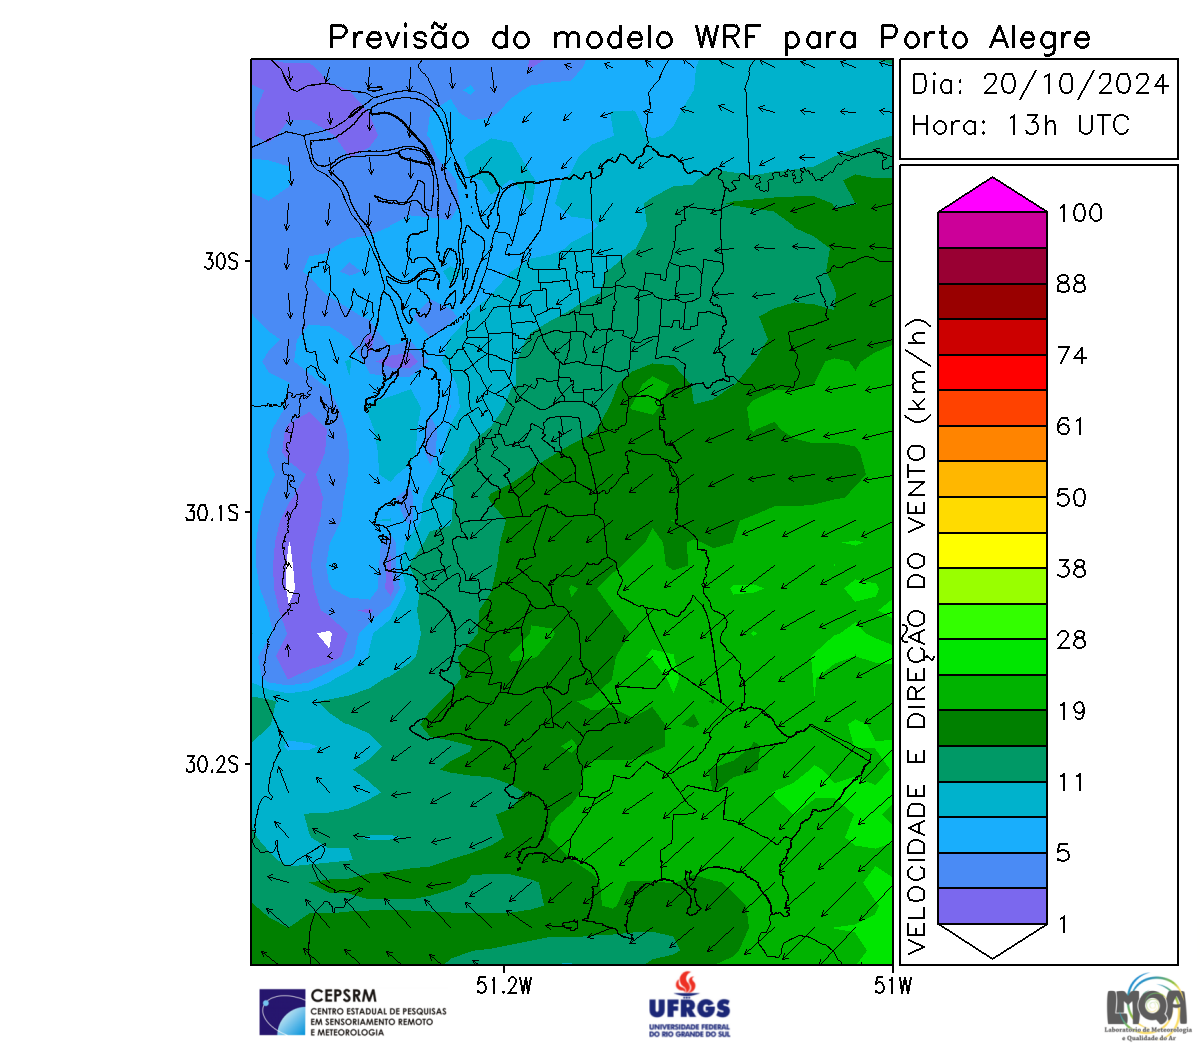 Previsão do modelo WRF para Porto Alegre
Dia: 20/10/2024
Hora: 13h UTC
30S
30.1S
30.2S
51.2W
51W
VELOCIDADE E DIREÇÃO DO VENTO (km/h)
100
88
74
61
50
38
28
19
11
5
1
CEPSRM
CENTRO ESTADUAL DE PESQUISAS
EM SENSORIAMENTO REMOTO
E METEOROLOGIA
UFRGS
UNIVERSIDADE FEDERAL
DO RIO GRANDE DO SUL
LMQA
Laboratório de Meteorologia
e Qualidade do Ar